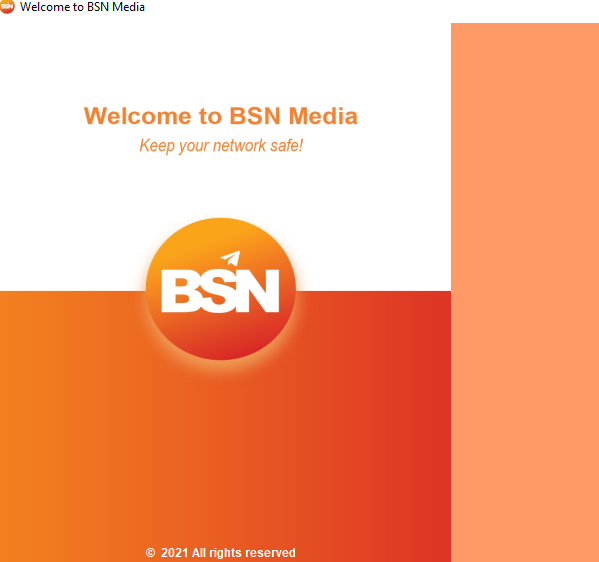 BSN Welcome to BSN Media
Welcome to BSN Media
Keep your network safe!
BSN
© 2021 All rights reserved